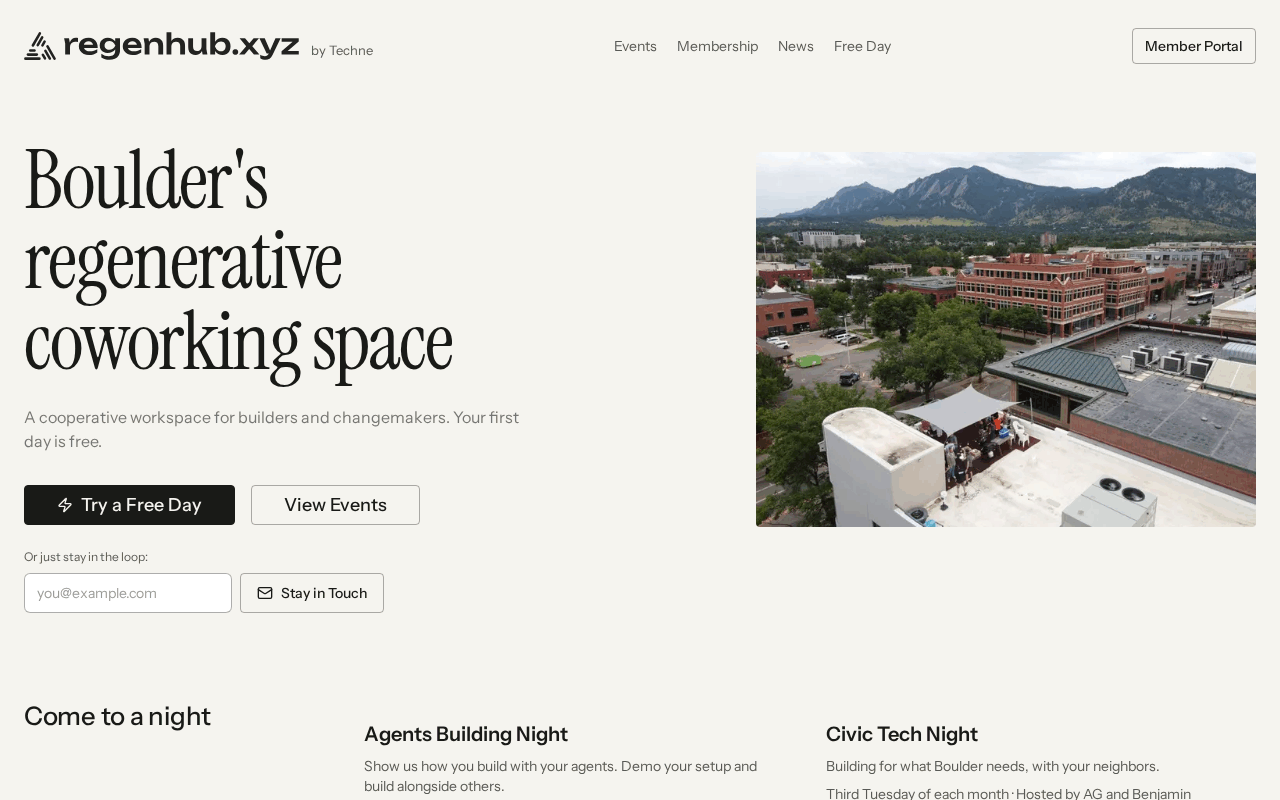 regenhub.xyz by Techne
Events Membership News Free Day
Member Portal
Boulder's
regenerative
coworking space
A cooperative workspace for builders and changemakers. Your first
day is free.
Try a Free Day
View Events
Or just stay in the loop:
you@example.com
Stay in Touch
Come to a night
Agents Building Night
Show us how you build with your agents. Demo your setup and
build alongside others.
Civic Tech Night
Building for what Boulder needs, with your neighbors.
Third Tuesday of each month · Hosted by AG and Benjamin